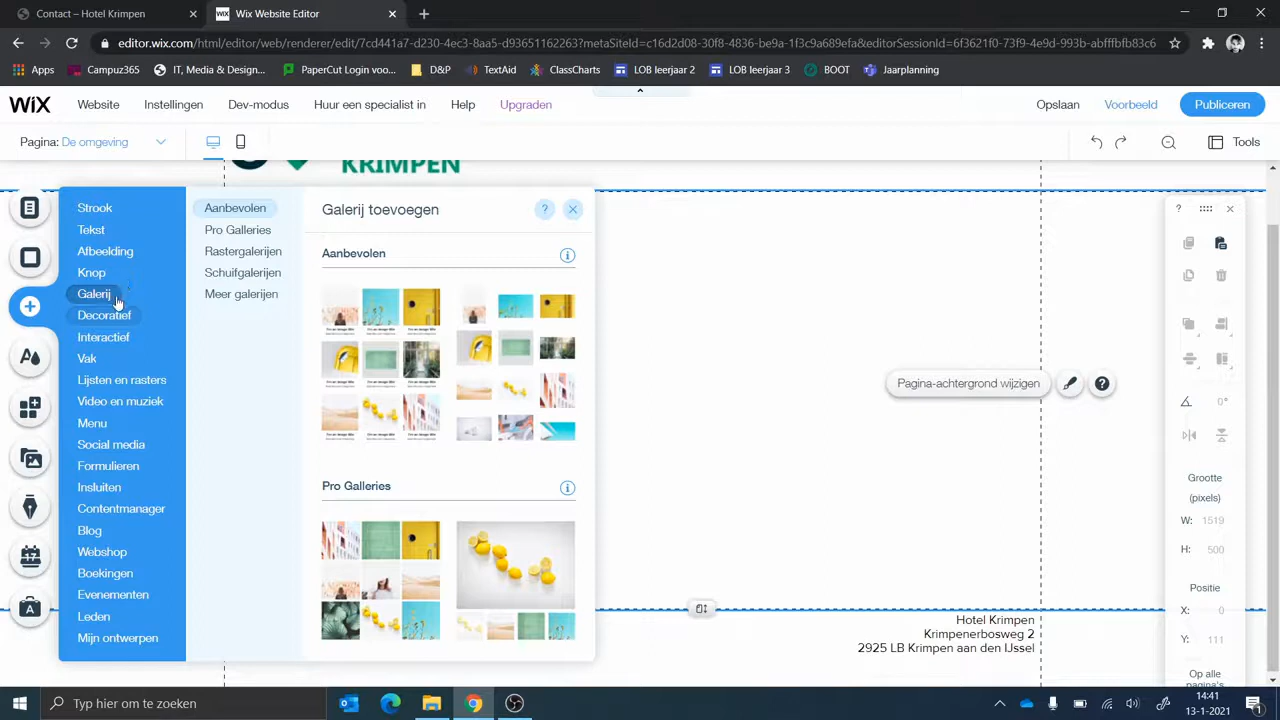 Contact – Hotel Krimpen
WiX
Wix Website Editor
editor.wix.com/html/editor/web/renderer/edit/7cd441a7-d230-4ec3-8aa5-d93651162263?metaSiteId=c16d2d08-30f8-4836-be9a-1f3c9a689efa&editorSessionId=6f3621f0-73f9-4e9d-993b-abfffbfb83c6
Apps
Campus365
IT, Media & Design...
PaperCut Login voo...
D&P
TextAid
ClassCharts
LOB leerjaar 2
LOB leerjaar 3
BOOT
Jaarplanning
WiX
Website
Instellingen
Dev-modus
Huur een specialist in
Help
Upgraden
Opslaan
Voorbeeld
Publiceren
Pagina: De omgeving
Tools
KRIMPEN
Strook
Tekst
Afbeelding
Knop
Galerij
Decoratief
Interactief
Vak
Lijsten en rasters
Video en muziek
Menu
Social media
Formulieren
Insluiten
Contentmanager
Blog
Webshop
Boekingen
Evenementen
Leden
Mijn ontwerpen
Aanbevolen
Pro Galleries
Rastergalerijen
Schuifgalerijen
Meer galerijen
Galerij toevoegen
?
Aanbevolen
Pro Galleries
Pagina-achtergrond wijzigen
?
?
0°
Grootte
(pixels)
W: 1519
H: 500
Positie
X: 0
Y: 111
Op alle
pagina's
Hotel Krimpen
Krimpenerbosweg 2
2925 LB Krimpen aan den IJssel
Typ hier om te zoeken
14:41
13-1-2021